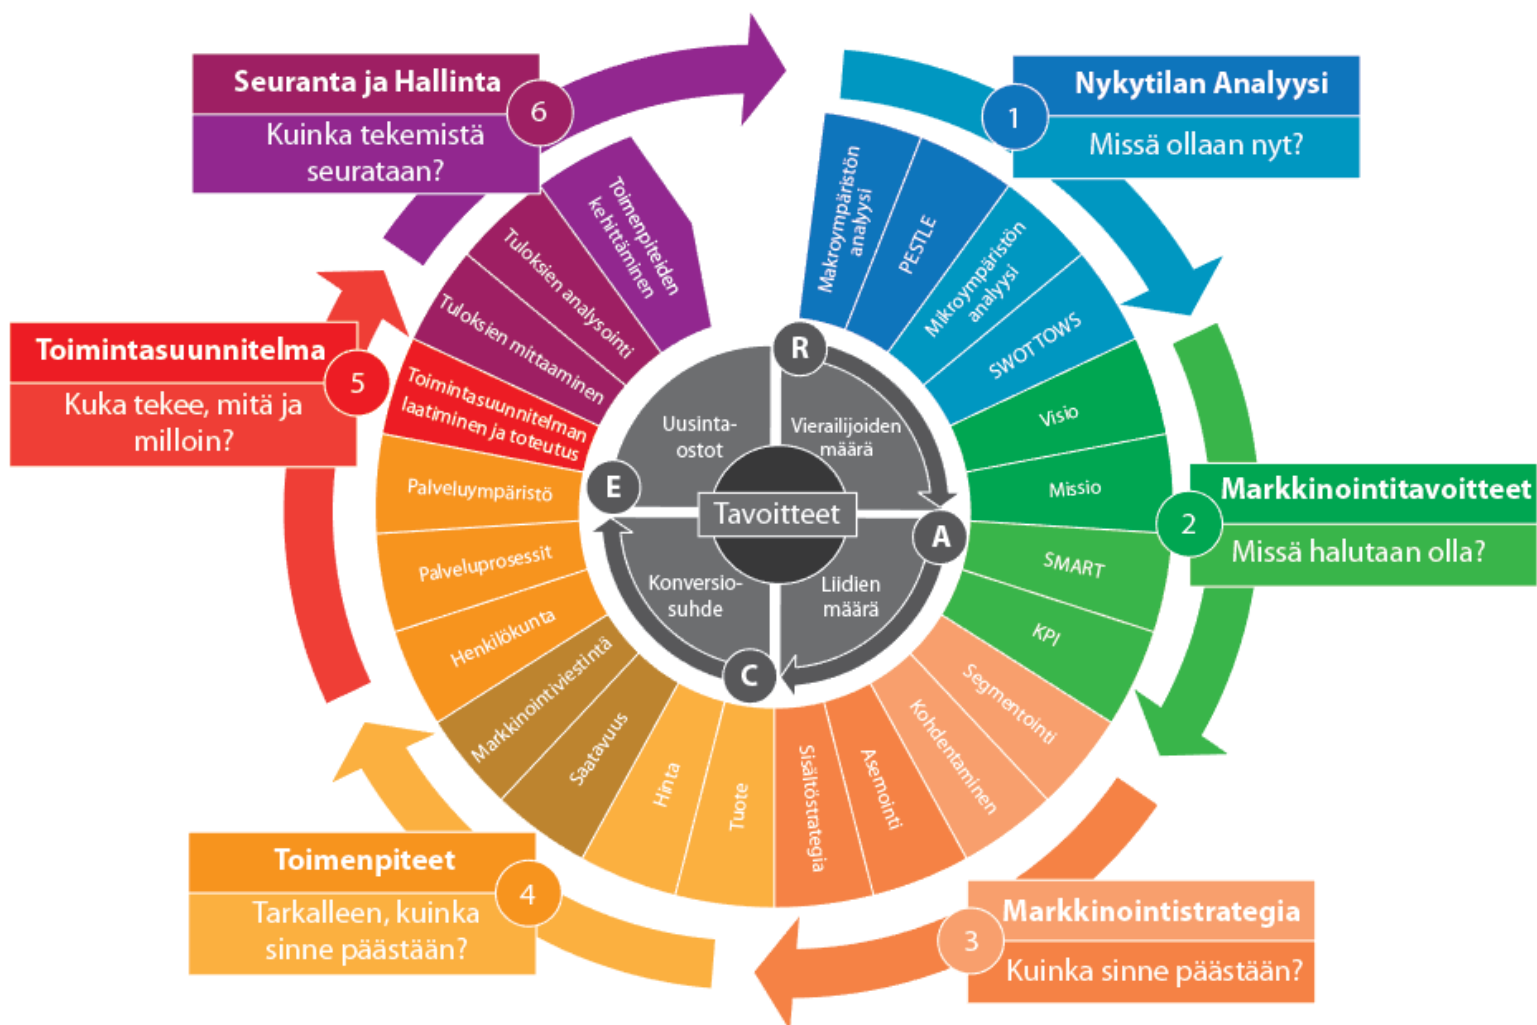 Nykytilan Analyysi
1
Missä ollaan nyt?
Makroympäristön
analyysi
PESTLE
Mikroympäristön
analyysi
SWOT TOWS
Markkinointitavoitteet
2
Missä halutaan olla?
Visio
Missio
SMART
KPI
Markkinointistrategia
3
Kuinka sinne päästään?
Segmentointi
Kohdentaminen
Asemointi
Sisältöstrategia
Toimenpiteet
4
Tarkalleen, kuinka
sinne päästään?
Tuote
Hinta
Saatavuus
Markkinointiviestintä
Henkilökunta
Palveluprosessit
Palveluympäristö
Toimintasuunnitelma
5
Kuka tekee, mitä ja
milloin?
Toimintasuunnitelman
laatiminen ja toteutus
Seuranta ja Hallinta
6
Kuinka tekemistä
seurataan?
Tuloksien mittaaminen
Tuloksien analysointi
Toimenpiteiden
kehittäminen
Tavoitteet
R
Vierailijoiden
määrä
A
Liidien
määrä
C
Konversio-
suhde
E
Uusinta-
ostot